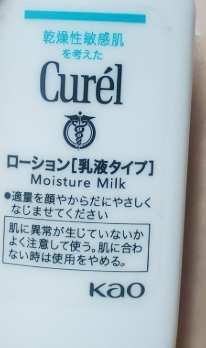 乾燥性敏感肌
を考えた
Curél
ローション[乳液タイプ]
Moisture Milk
●適量を顔やからだにやさしく
なじませてください
肌に異常が生じていないか
よく注意して使う。肌に合わ
ない時は使用をやめる。
Kao